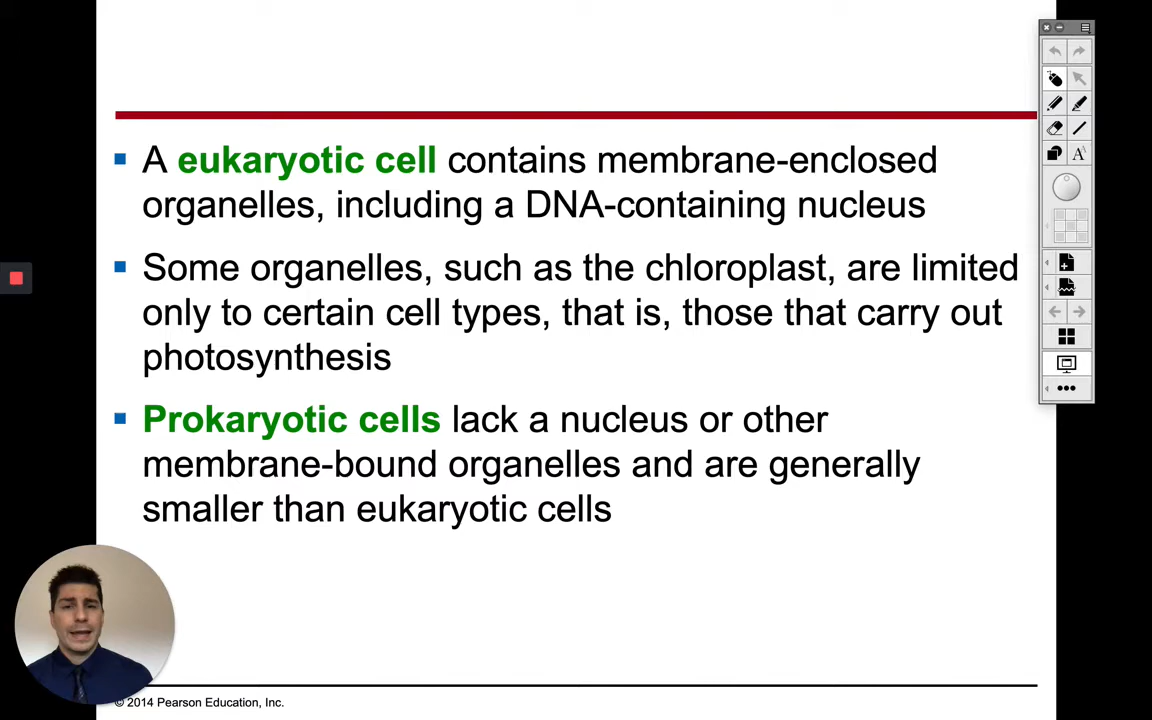 A eukaryotic cell contains membrane-enclosed
organelles, including a DNA-containing nucleus
Some organelles, such as the chloroplast, are limited
only to certain cell types, that is, those that carry out
photosynthesis
Prokaryotic cells lack a nucleus or other
membrane-bound organelles and are generally
smaller than eukaryotic cells
© 2014 Pearson Education, Inc.